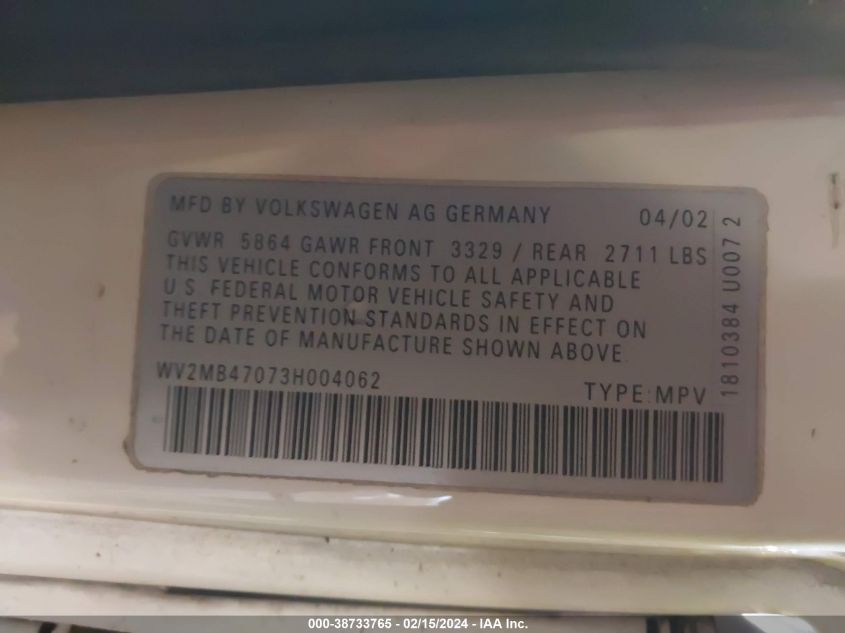 MFD BY VOLKSWAGEN AG GERMANY 04/02
GVWR 5864 GAWR FRONT 3329 / REAR 2711 LBS
THIS VEHICLE CONFORMS TO ALL APPLICABLE
U.S. FEDERAL MOTOR VEHICLE SAFETY AND
THEFT PREVENTION STANDARDS IN EFFECT ON
THE DATE OF MANUFACTURE SHOWN ABOVE.
WV2MB47073H004062 TYPE:MPV
1810384 U007 2
000-38733765 - 02/15/2024 - IAA Inc.